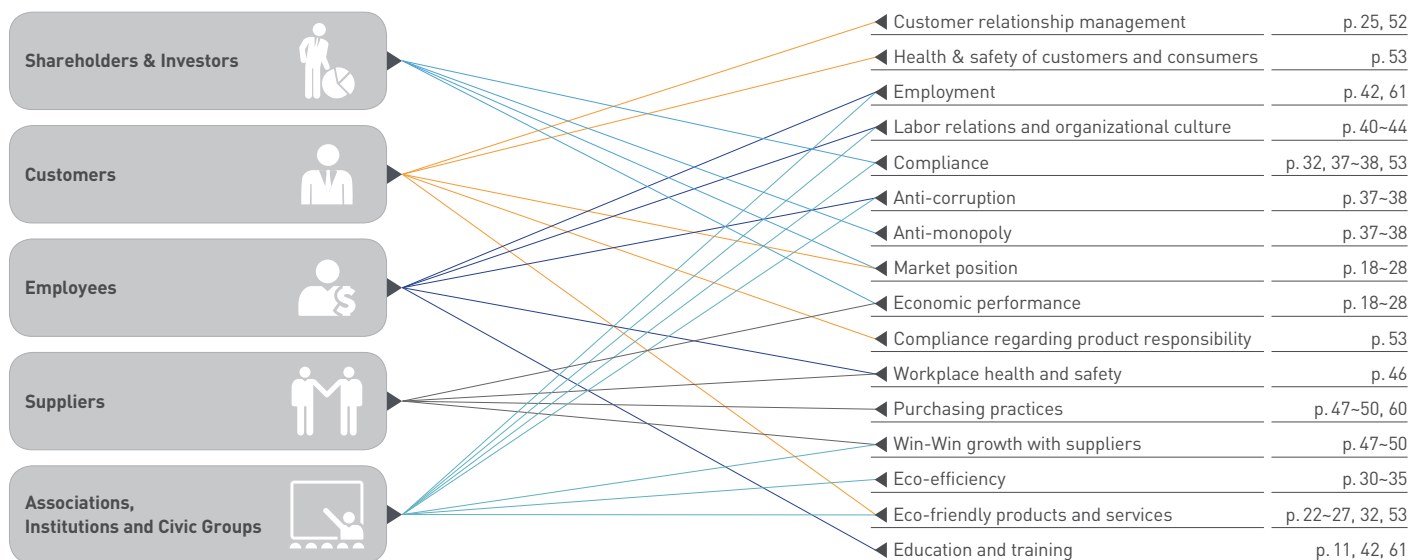 Shareholders & Investors
Customers
Employees
Suppliers
Associations,
Institutions and Civic Groups
Customer relationship management p. 25, 52
Health & safety of customers and consumers p. 53
Employment p. 42, 61
Labor relations and organizational culture p. 40~44
Compliance p. 32, 37~38, 53
Anti-corruption p. 37~38
Anti-monopoly p. 37~38
Market position p. 18~28
Economic performance p. 18~28
Compliance regarding product responsibility p. 53
Workplace health and safety p. 46
Purchasing practices p. 47~50, 60
Win-Win growth with suppliers p. 47~50
Eco-efficiency p. 30~35
Eco-friendly products and services p. 22~27, 32, 53
Education and training p. 11, 42, 61